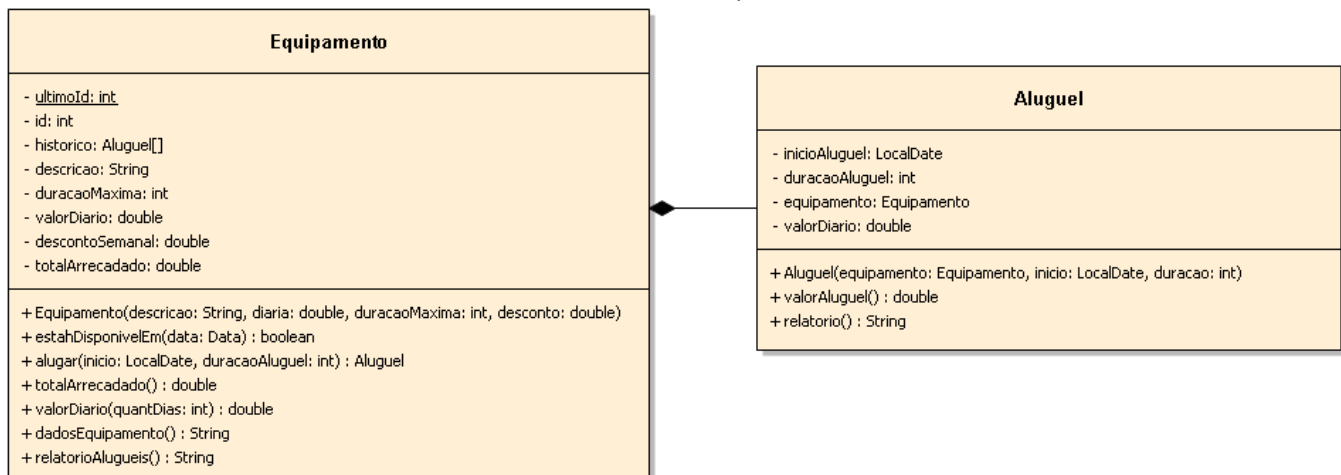 Equipamento
- ultimoId: int
- id: int
- historico: Aluguel[]
- descricao: String
- duracaoMaxima: int
- valorDiario: double
- descontoSemanal: double
- totalArrecadado: double
+ Equipamento(descricao: String, diaria: double, duracaoMaxima: int, desconto: double)
+ estahDisponivelEm(data: Data) : boolean
+ alugar(inicio: LocalDate, duracaoAluguel: int) : Aluguel
+ totalArrecadado() : double
+ valorDiario(quantDias: int) : double
+ dadosEquipamento() : String
+ relatorioAlugueis() : String
Aluguel
- inicioAluguel: LocalDate
- duracaoAluguel: int
- equipamento: Equipamento
- valorDiario: double
+ Aluguel(equipamento: Equipamento, inicio: LocalDate, duracao: int)
+ valorAluguel() : double
+ relatorio() : String